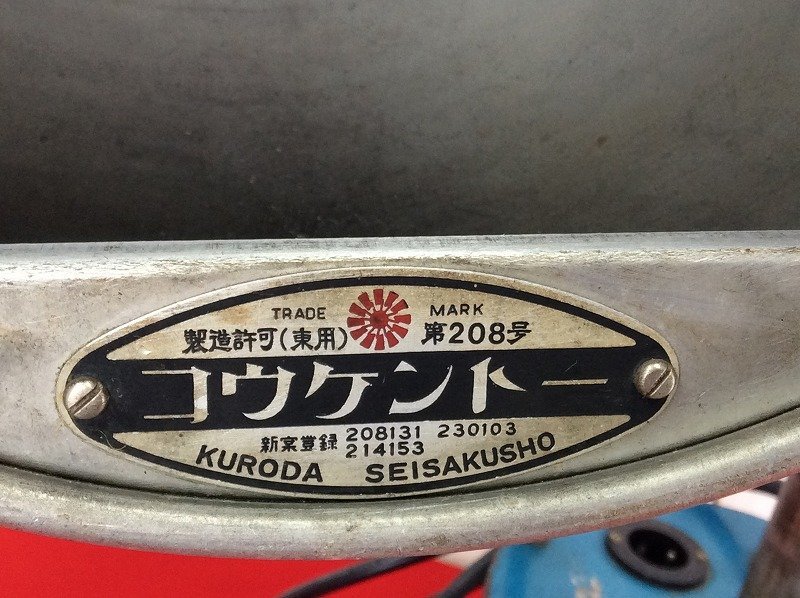 TRADE MARK
製造許可(東用) 第208号
コウケントー
新案登録 208131 230103
214153
KURODA SEISAKUSHO